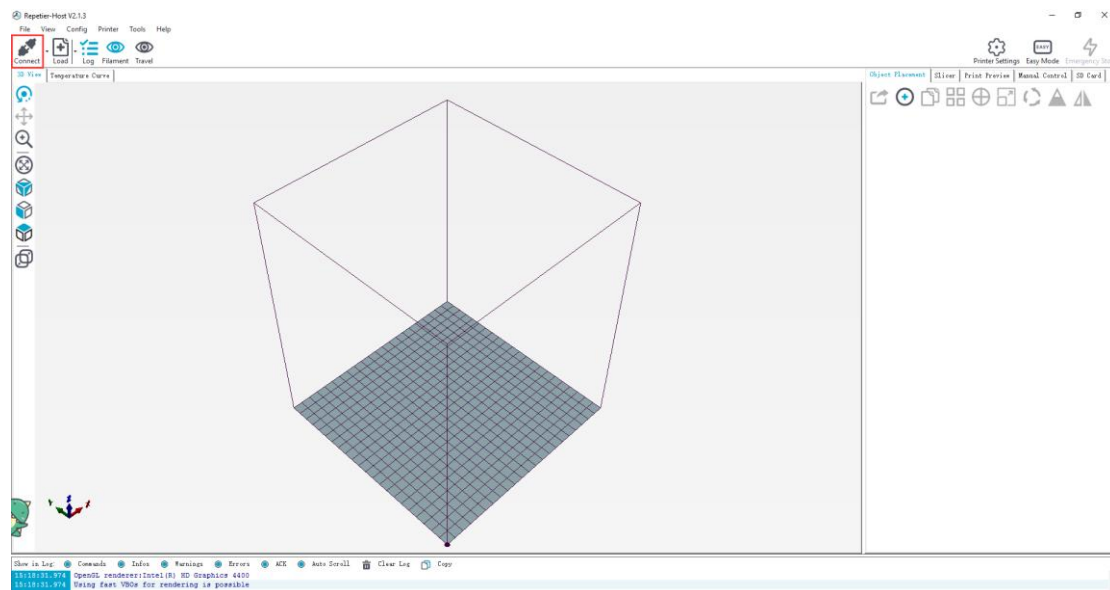 Repetier-Host V2.1.3
File View Config Printer Tools Help
Connect Load Log Filament Travel
Printer Settings Easy Mode Emergency Sto
EASY
3D View Temperature Curve
Object Placement Slicer Print Preview Manual Control SD Card
Show in Log: Commands Infos Warnings Errors ACK Auto Scroll Clear Log Copy
15:18:31.974 OpenGL renderer:Intel(R) HD Graphics 4400
15:18:31.974 Using fast VBOs for rendering is possible